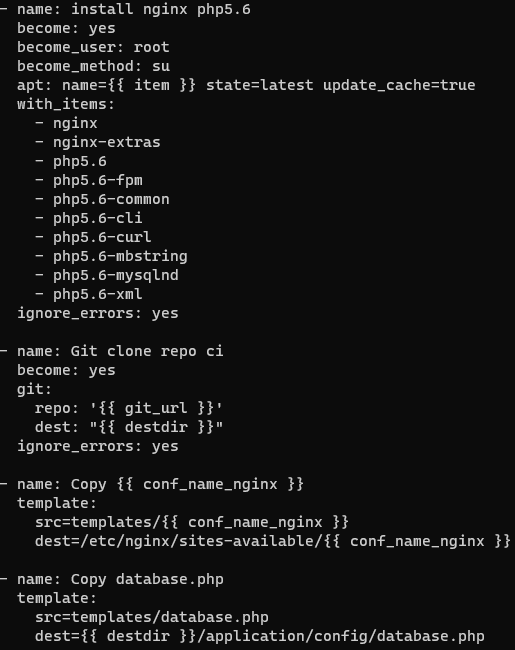 - name: install nginx php5.6
  become: yes
  become_user: root
  become_method: su
  apt: name={{ item }} state=latest update_cache=true
  with_items:
    - nginx
    - nginx-extras
    - php5.6
    - php5.6-fpm
    - php5.6-common
    - php5.6-cli
    - php5.6-curl
    - php5.6-mbstring
    - php5.6-mysqlnd
    - php5.6-xml
  ignore_errors: yes

- name: Git clone repo ci
  become: yes
  git:
    repo: '{{ git_url }}'
    dest: "{{ destdir }}"
  ignore_errors: yes

- name: Copy {{ conf_name_nginx }}
  template:
    src=templates/{{ conf_name_nginx }}
    dest=/etc/nginx/sites-available/{{ conf_name_nginx }}

- name: Copy database.php
  template:
    src=templates/database.php
    dest={{ destdir }}/application/config/database.php